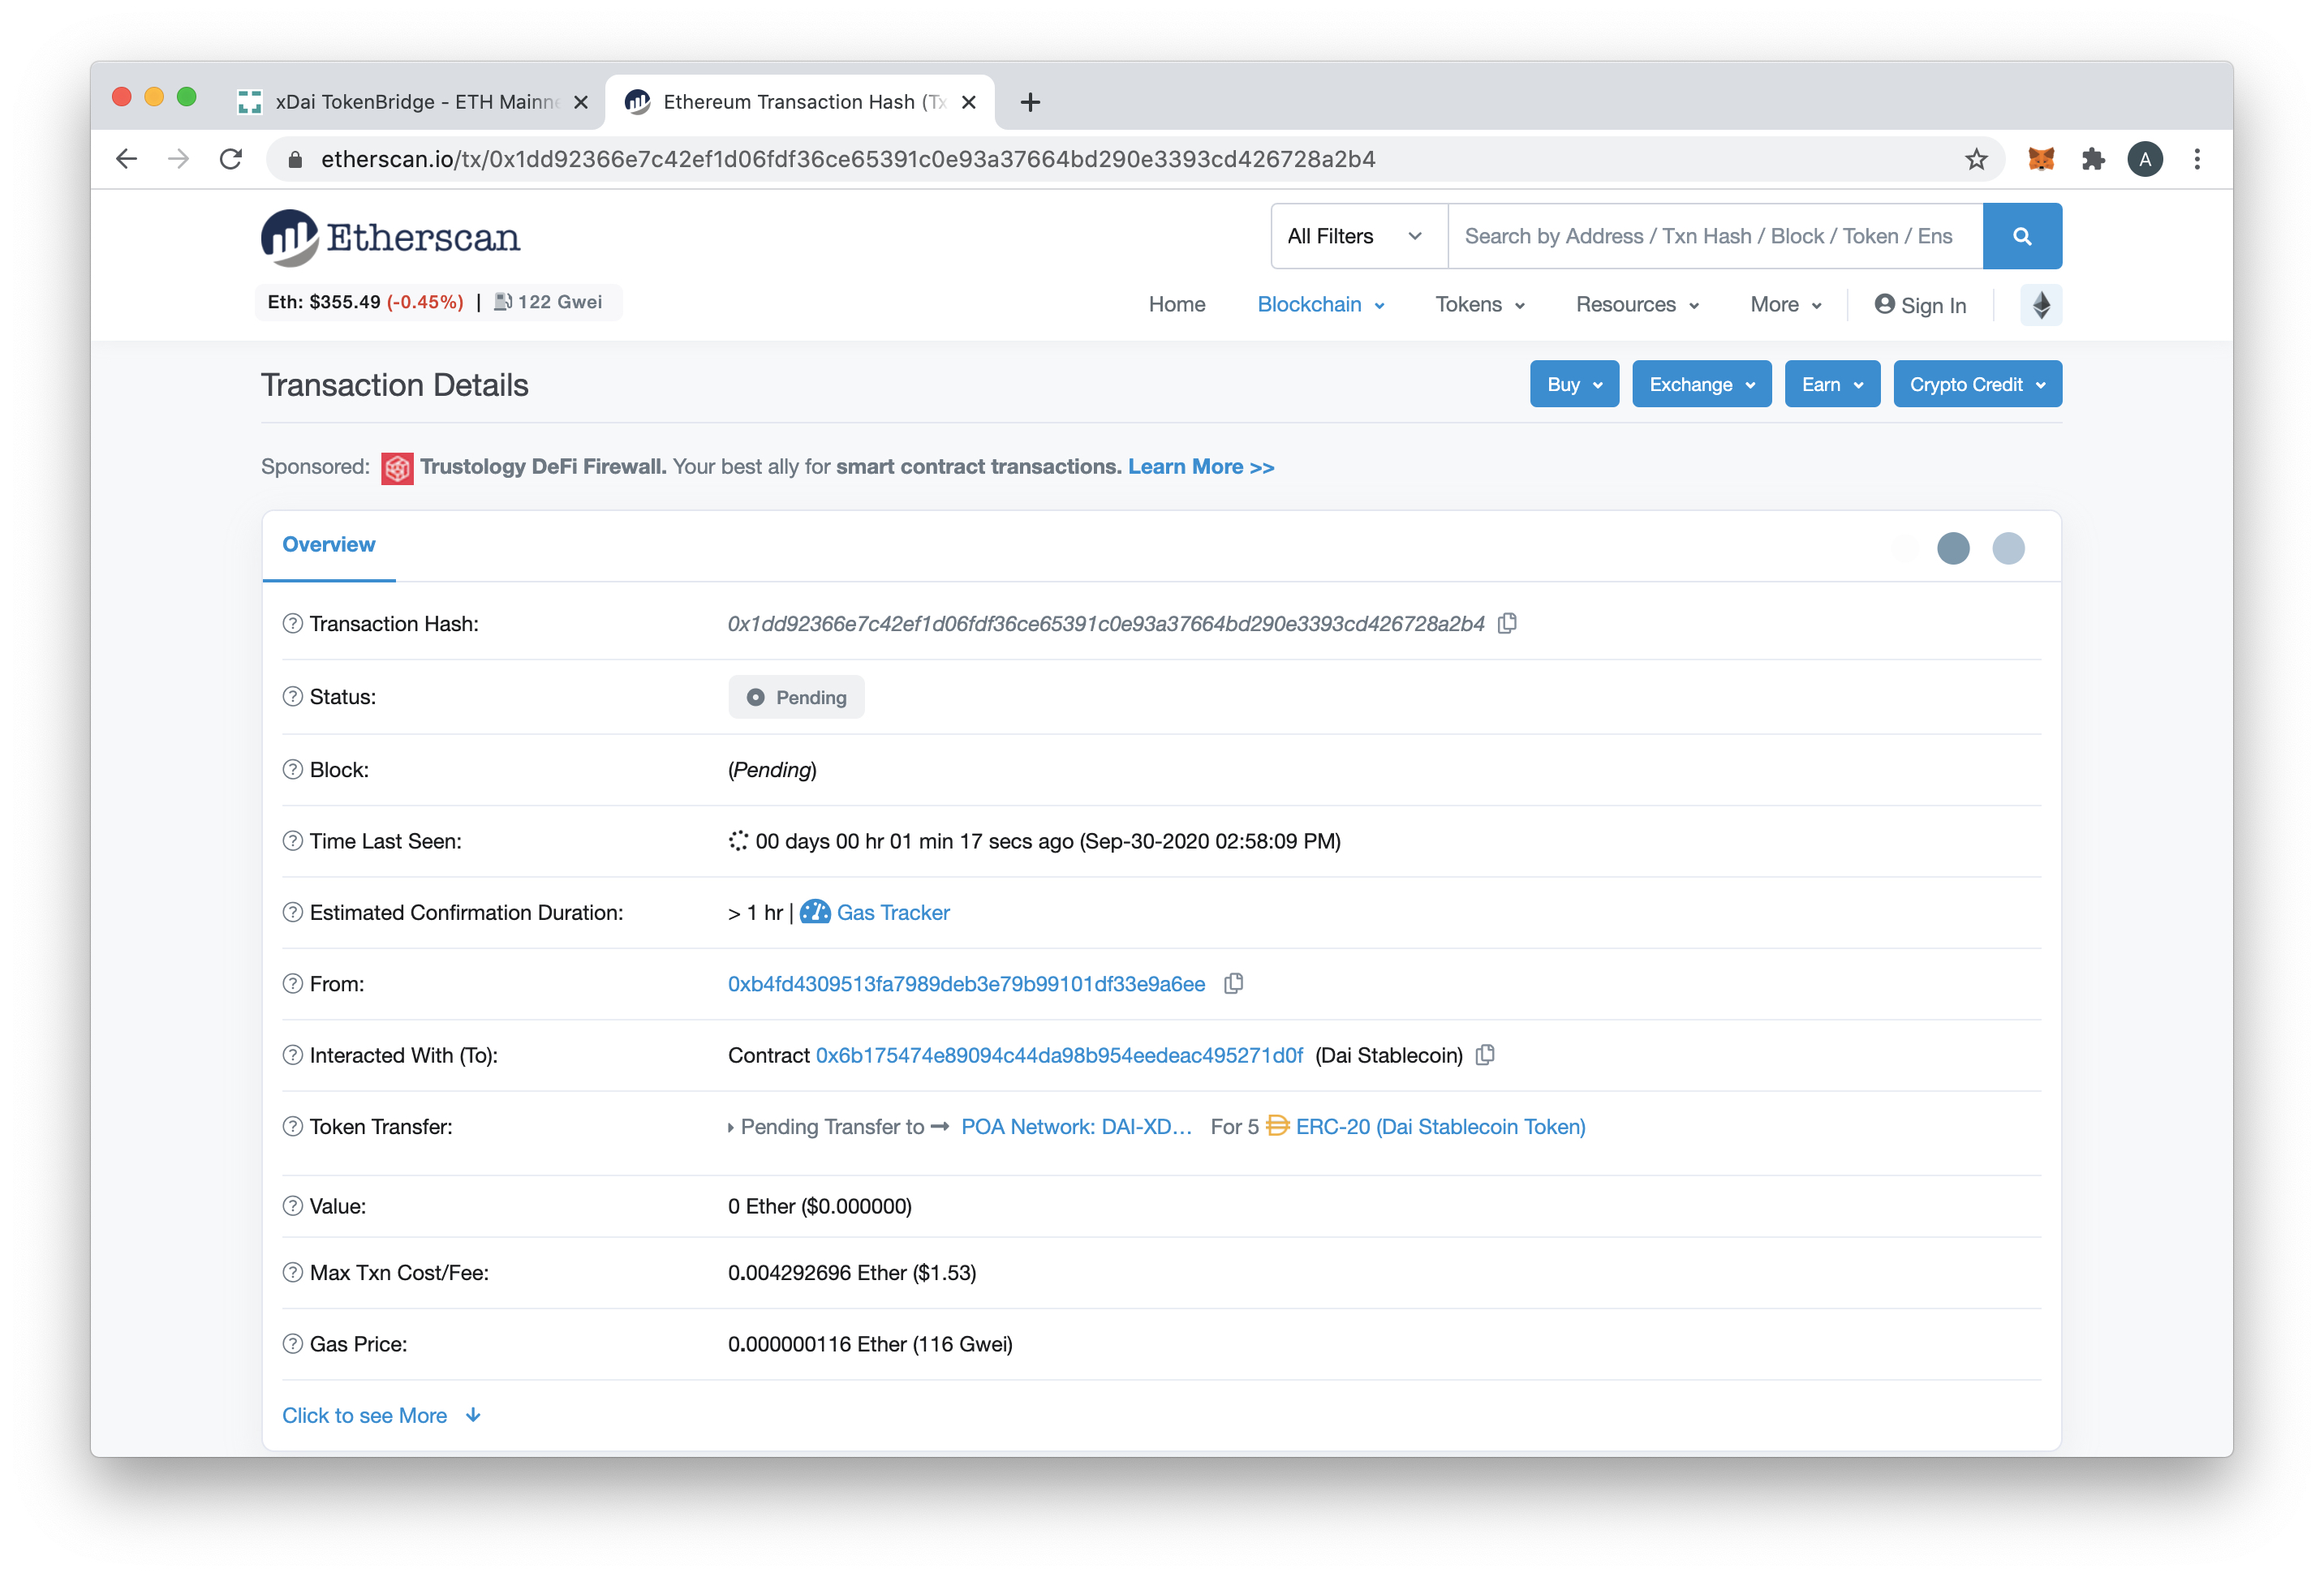 xDai TokenBridge - ETH Mainne
Ethereum Transaction Hash (Tx
etherscan.io/tx/0x1dd92366e7c42ef1d06fdf36ce65391c0e93a37664bd290e3393cd426728a2b4
A
Etherscan
All Filters
Search by Address / Txn Hash / Block / Token / Ens
Eth: $355.49 (-0.45%) | 122 Gwei
Home Blockchain Tokens Resources More Sign In
Transaction Details
Buy Exchange Earn Crypto Credit
Sponsored: Trustology DeFi Firewall. Your best ally for smart contract transactions. Learn More >>
Overview
Transaction Hash: 0x1dd92366e7c42ef1d06fdf36ce65391c0e93a37664bd290e3393cd426728a2b4
Status: Pending
Block: (Pending)
Time Last Seen: 00 days 00 hr 01 min 17 secs ago (Sep-30-2020 02:58:09 PM)
Estimated Confirmation Duration: > 1 hr | Gas Tracker
From: 0xb4fd4309513fa7989deb3e79b99101df33e9a6ee
Interacted With (To): Contract 0x6b175474e89094c44da98b954eedeac495271d0f (Dai Stablecoin)
Token Transfer: Pending Transfer to → POA Network: DAI-XD... For 5 ERC-20 (Dai Stablecoin Token)
Value: 0 Ether ($0.000000)
Max Txn Cost/Fee: 0.004292696 Ether ($1.53)
Gas Price: 0.000000116 Ether (116 Gwei)
Click to see More